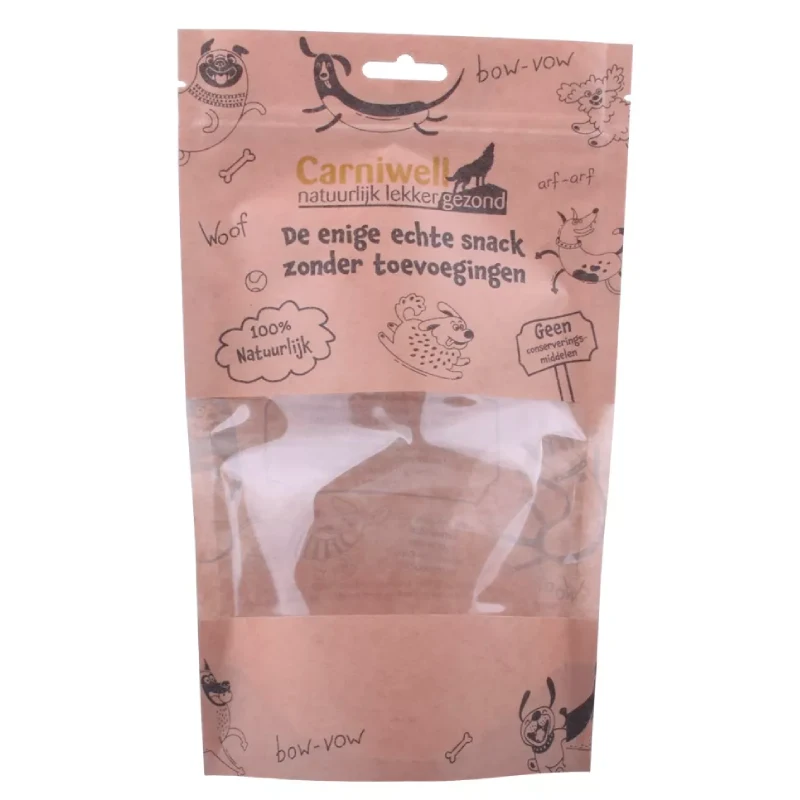 bow-vow
Carniwell
natuurlijk lekker gezond
arf-arf
Woof
De enige echte snack
zonder toevoegingen
100%
Natuurlijk
Geen
conserverings-
middelen
bow-vow